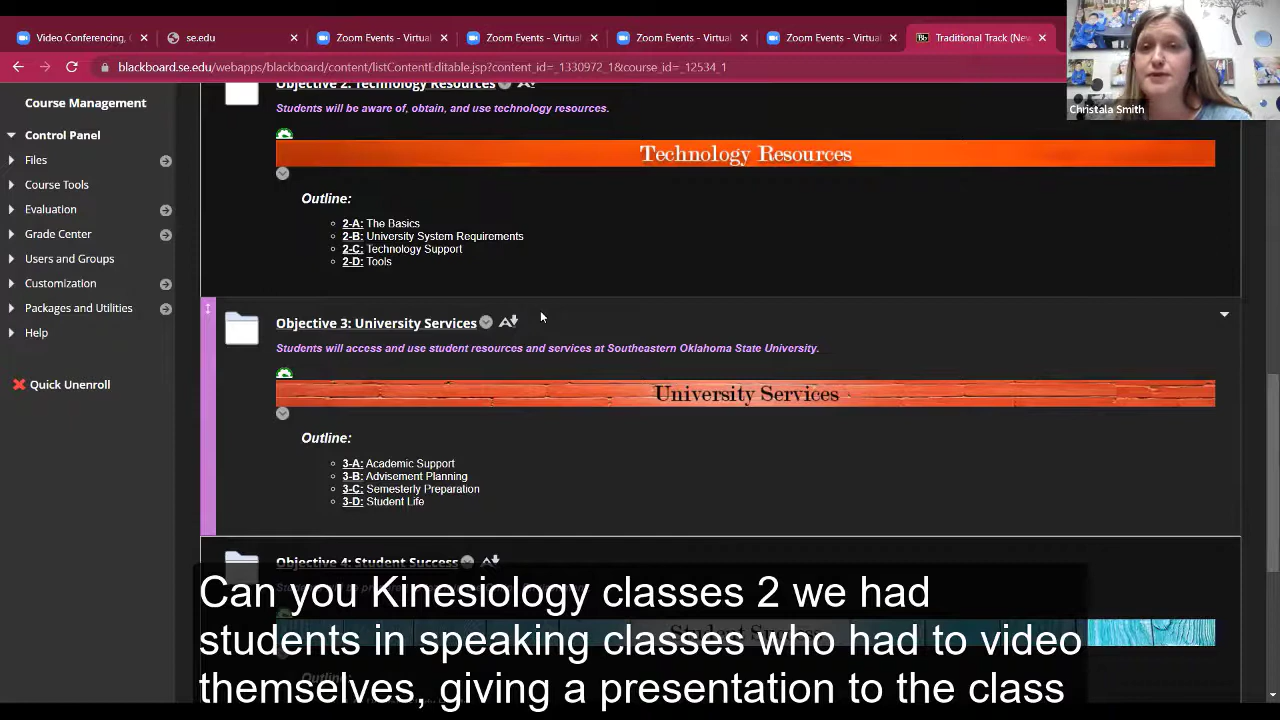 Video Conferencing, C
se.edu
Zoom Events - Virtual
Zoom Events - Virtual
Zoom Events - Virtual
Zoom Events - Virtual
Traditional Track (New
blackboard.se.edu/webapps/blackboard/content/listContentEditable.jsp?content_id=_1330972_1&course_id=_12534_1
Christala Smith
Course Management
Control Panel
Files
Course Tools
Evaluation
Grade Center
Users and Groups
Customization
Packages and Utilities
Help
Quick Unenroll
Objective 2: Technology Resources
Students will be aware of, obtain, and use technology resources.
Technology Resources
Outline:
2-A: The Basics
2-B: University System Requirements
2-C: Technology Support
2-D: Tools
Objective 3: University Services
Students will access and use student resources and services at Southeastern Oklahoma State University.
University Services
Outline:
3-A: Academic Support
3-B: Advisement Planning
3-C: Semesterly Preparation
3-D: Student Life
Objective 4: Student Success
Student Success
Outline:
Can you Kinesiology classes 2 we had
students in speaking classes who had to video
themselves, giving a presentation to the class